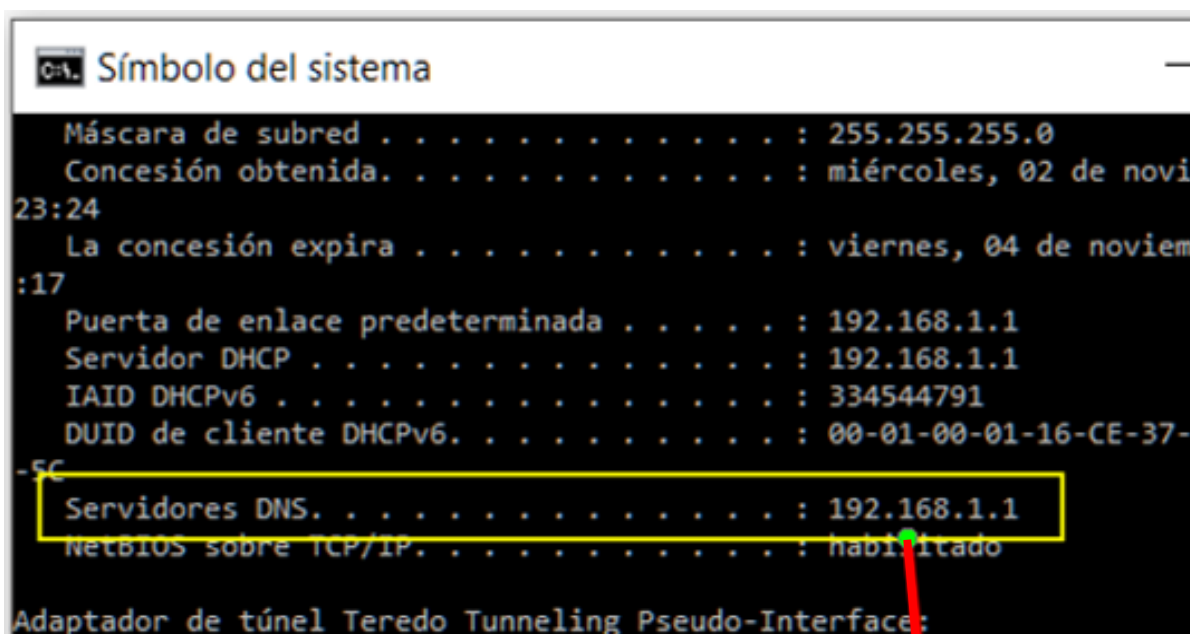 Símbolo del sistema
Máscara de subred . . . . . . . . . . . . : 255.255.255.0
Concesión obtenida. . . . . . . . . . . . : miércoles, 02 de novi
23:24
La concesión expira . . . . . . . . . . . : viernes, 04 de noviem
:17
Puerta de enlace predeterminada . . . . . : 192.168.1.1
Servidor DHCP . . . . . . . . . . . . . . : 192.168.1.1
IAID DHCPv6 . . . . . . . . . . . . . . . : 334544791
DUID de cliente DHCPv6. . . . . . . . . . : 00-01-00-01-16-CE-37-
-5C
Servidores DNS. . . . . . . . . . . . . . : 192.168.1.1
NetBIOS sobre TCP/IP. . . . . . . . . . . : habilitado
Adaptador de túnel Teredo Tunneling Pseudo-Interface: